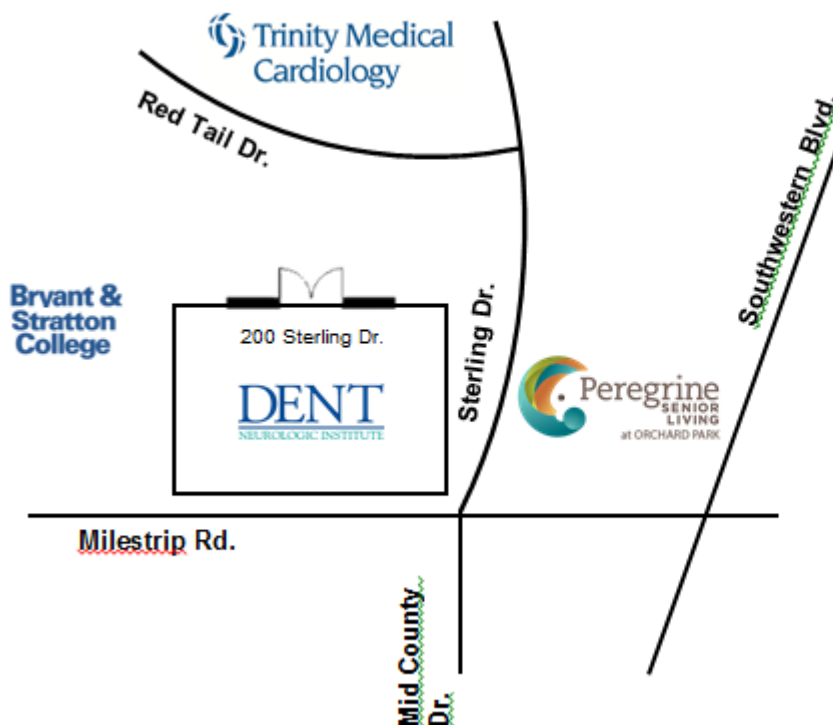 Trinity Medical
Cardiology
Red Tail Dr.
Southwestern Blvd.
Bryant &
Stratton
College
200 Sterling Dr.
DENT
NEUROLOGIC INSTITUTE
Sterling Dr.
Peregrine
SENIOR
LIVING
at ORCHARD PARK
Milestrip Rd.
Mid County
Dr.